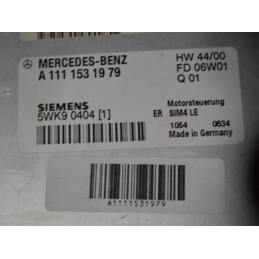 MERCEDES-BENZ HW 44/00
A 111 153 19 79 FD 06W01
Q 01
SIEMENS Motorsteuerung
5WK9 0404 [1] ER SIM4 LE
1054 0634
Made in Germany
A1111531979